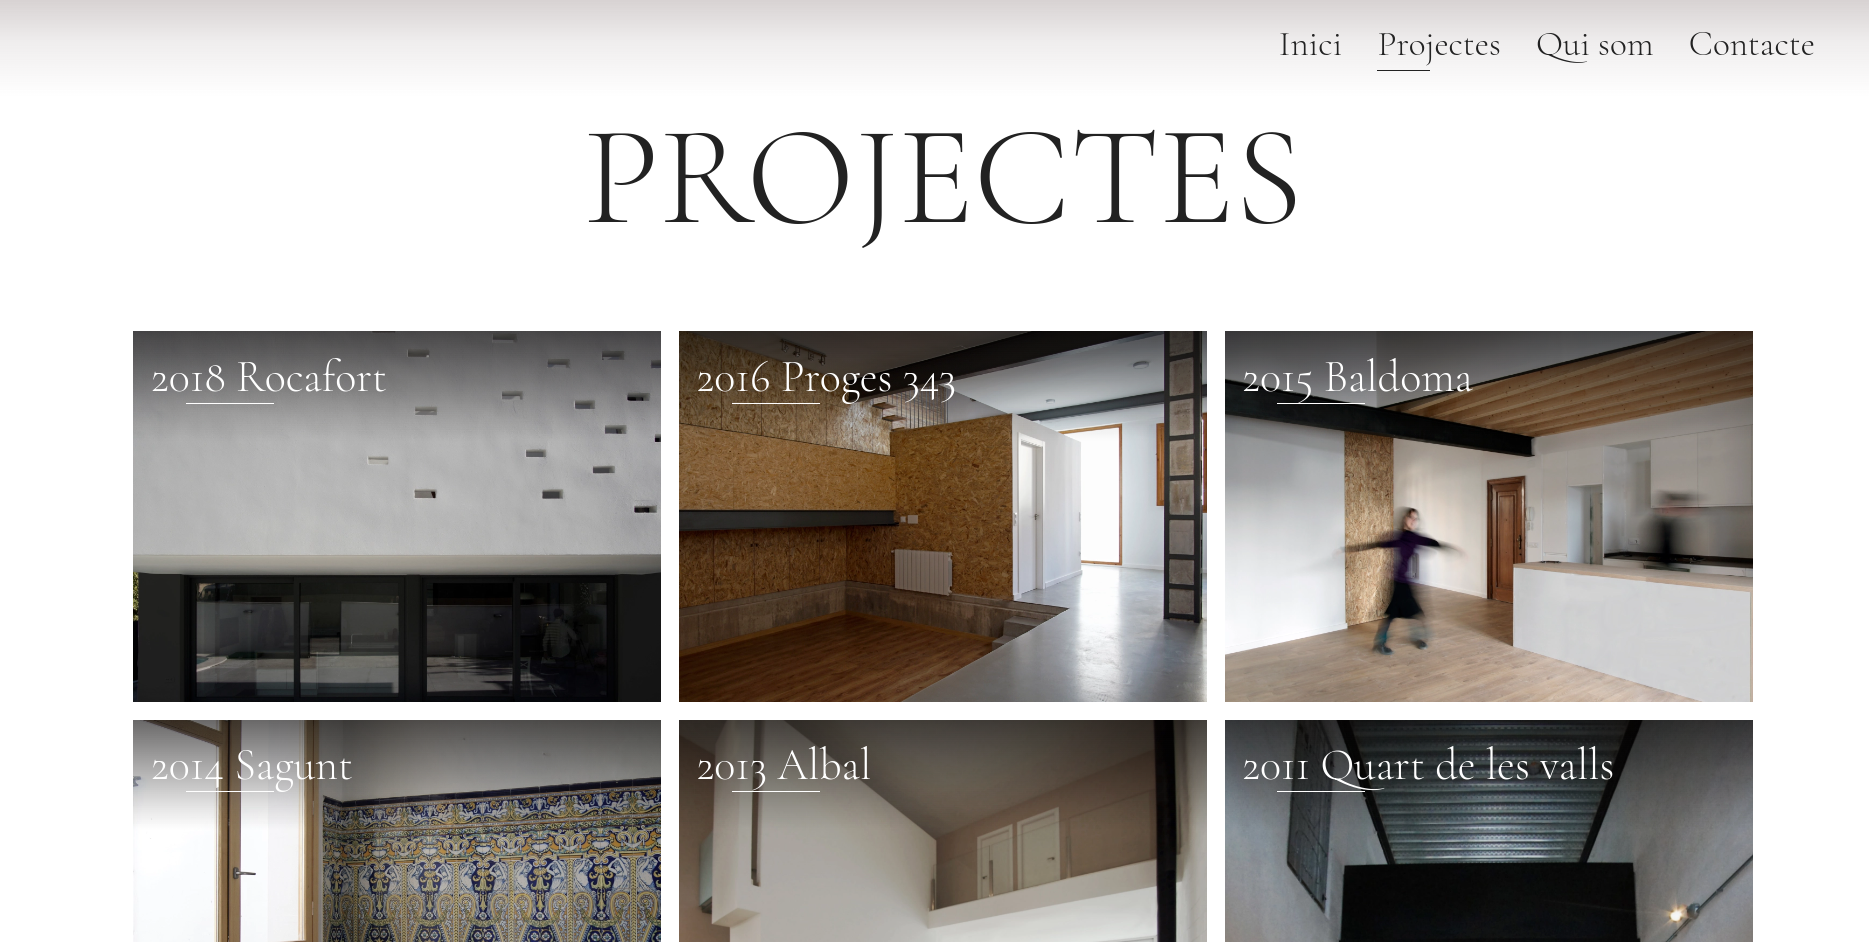 Inici Projectes Qui som Contacte
PROJECTES
2018 Rocafort
2016 Proges 343
2015 Baldoma
2014 Sagunt
2013 Albal
2011 Quart de les valls